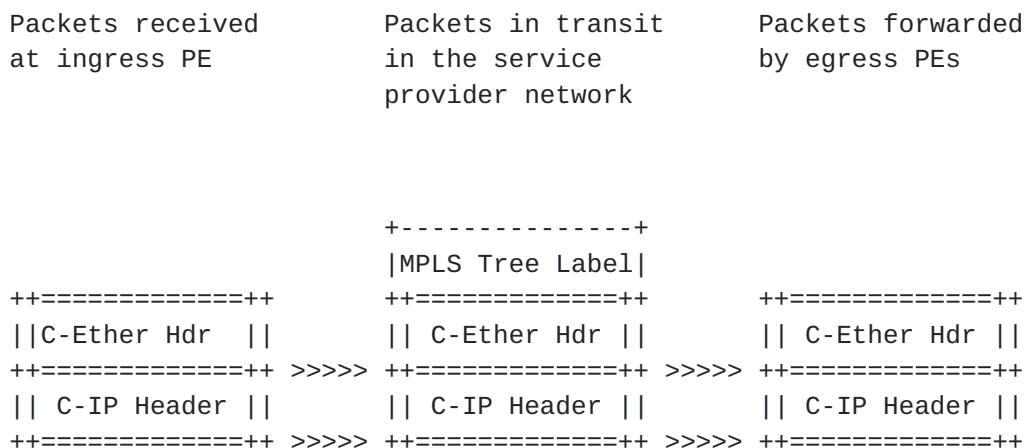 Packets received        Packets in transit      Packets forwarded
at ingress PE           in the service          by egress PEs
                        provider network

                        +---------------+
                        |MPLS Tree Label|
++=============++       ++=============++       ++=============++
||C-Ether Hdr  ||       || C-Ether Hdr ||       || C-Ether Hdr ||
++=============++ >>>>> ++=============++ >>>>> ++=============++
|| C-IP Header ||       || C-IP Header ||       || C-IP Header ||
++=============++ >>>>> ++=============++ >>>>> ++=============++